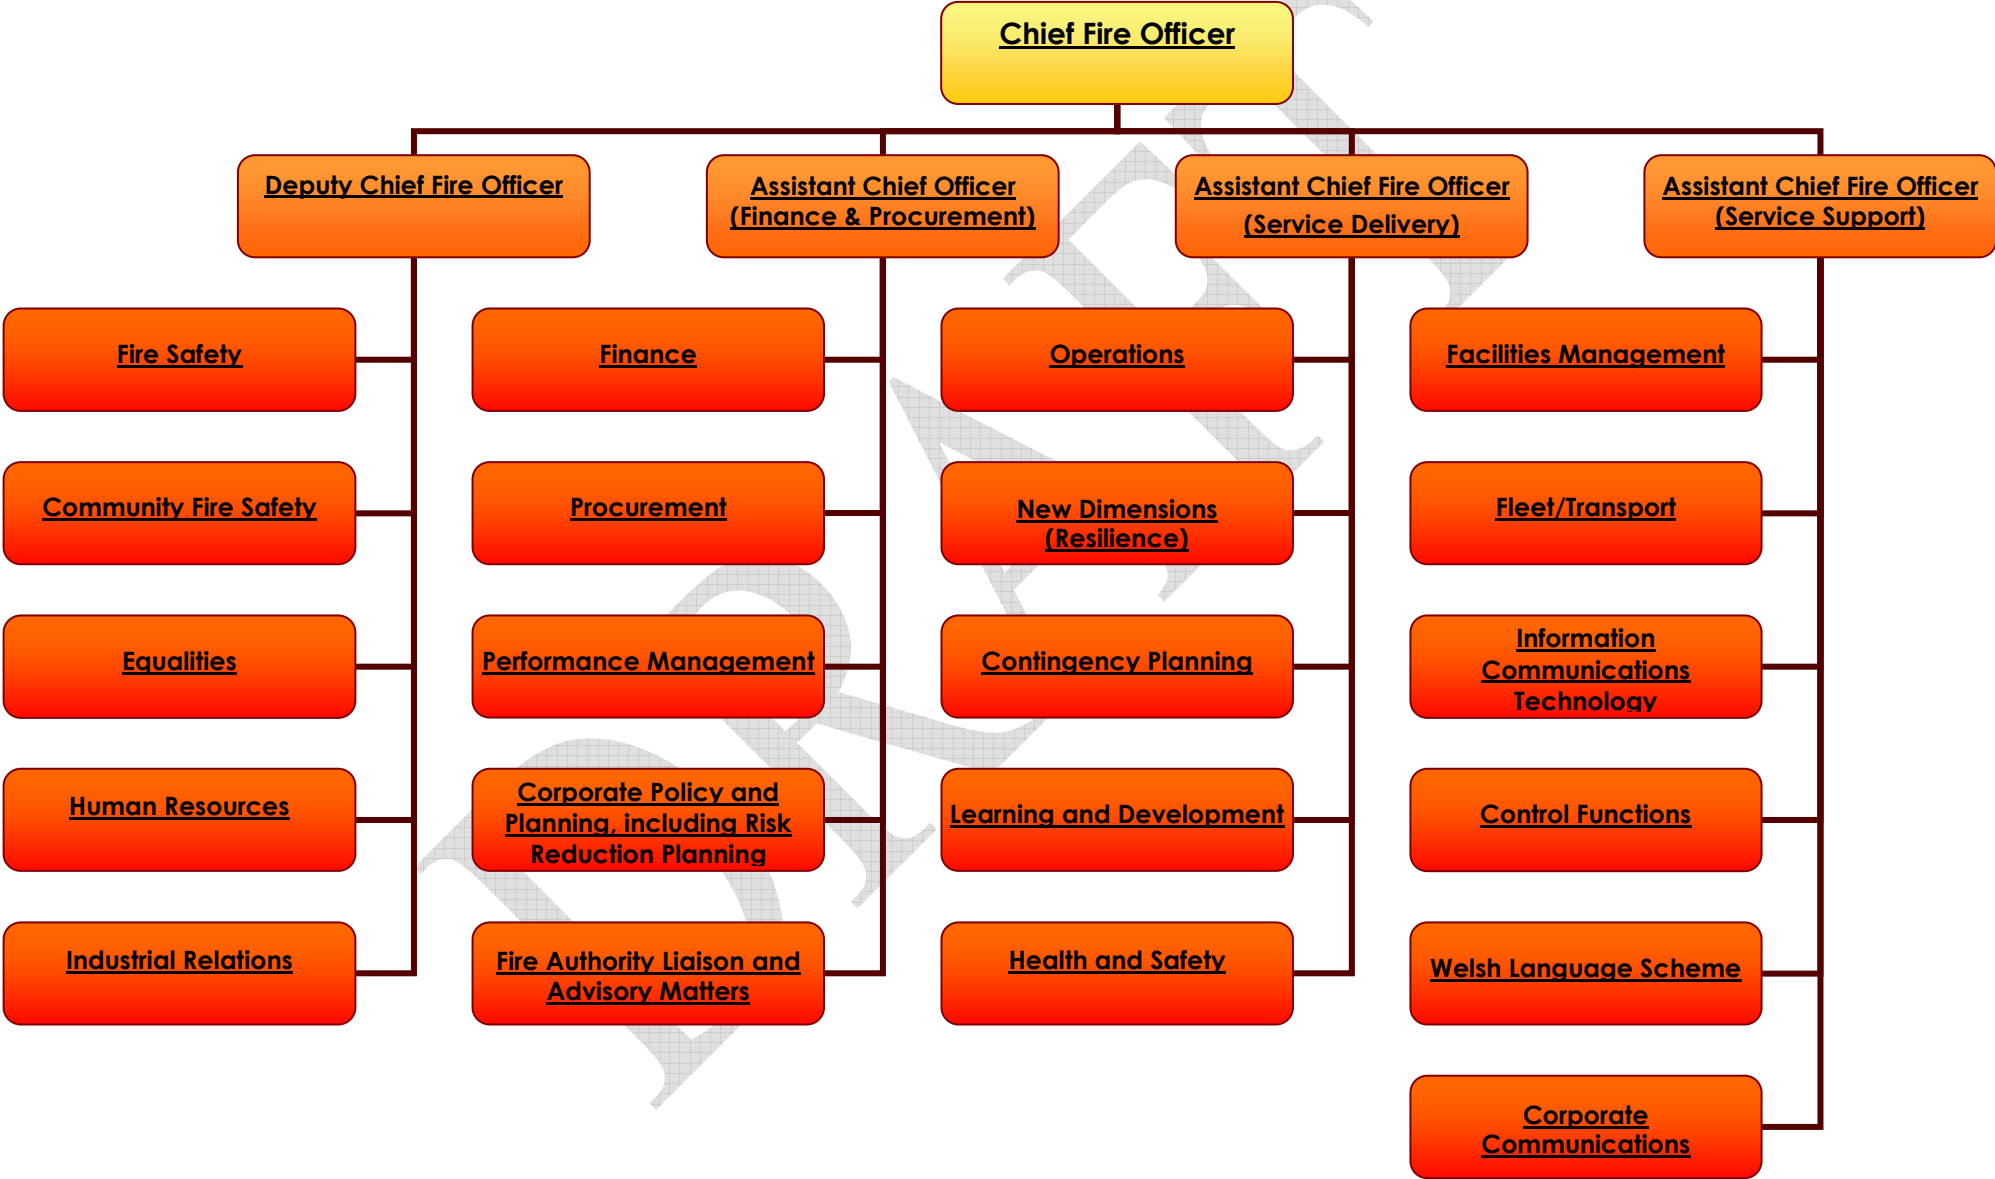 Chief Fire Officer
Deputy Chief Fire Officer
Assistant Chief Officer
(Finance & Procurement)
Assistant Chief Fire Officer
(Service Delivery)
Assistant Chief Fire Officer
(Service Support)
Fire Safety
Community Fire Safety
Equalities
Human Resources
Industrial Relations
Finance
Procurement
Performance Management
Corporate Policy and
Planning, including Risk
Reduction Planning
Fire Authority Liaison and
Advisory Matters
Operations
New Dimensions
(Resilience)
Contingency Planning
Learning and Development
Health and Safety
Facilities Management
Fleet/Transport
Information
Communications
Technology
Control Functions
Welsh Language Scheme
Corporate
Communications
DRAFT